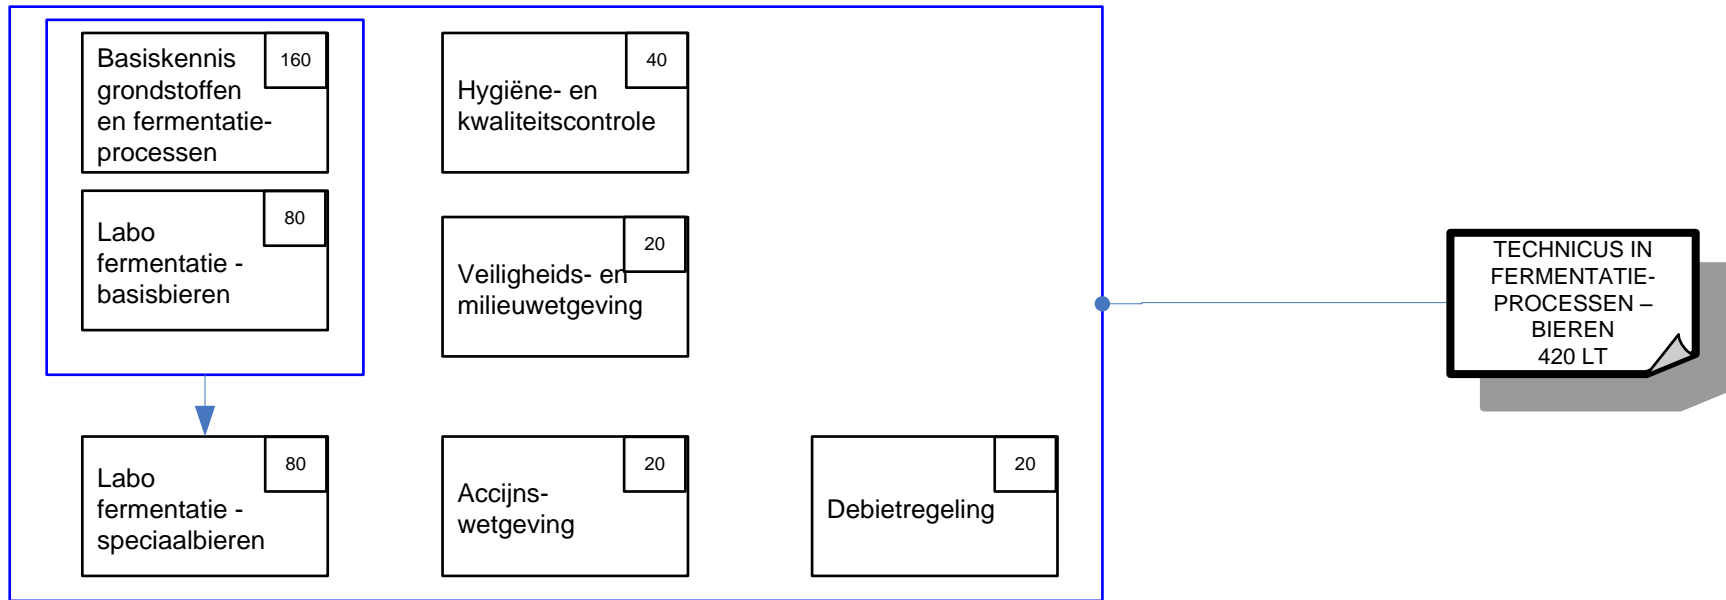 Basiskennis
grondstoffen
en fermentatie-
processen
160
Labo
fermentatie -
basisbieren
80
Labo
fermentatie -
speciaalbieren
80
Hygiëne- en
kwaliteitscontrole
40
Veiligheids- en
milieuwetgeving
20
Accijns-
wetgeving
20
Debietregeling
20
TECHNICUS IN
FERMENTATIE-
PROCESSEN –
BIEREN
420 LT